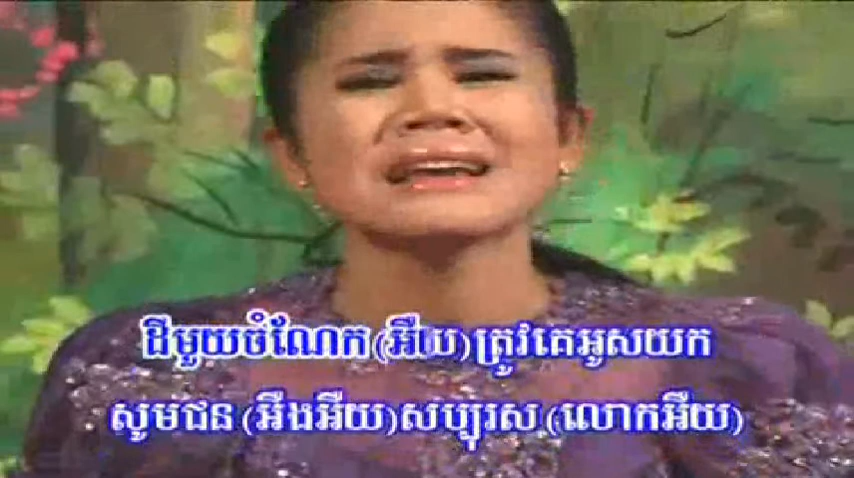 ដីមួយចំណែក(អឺយ)ត្រូវគេអូសយក
សូមជន(អឺងអឺយ)សប្បុរស(លោកអឺយ)